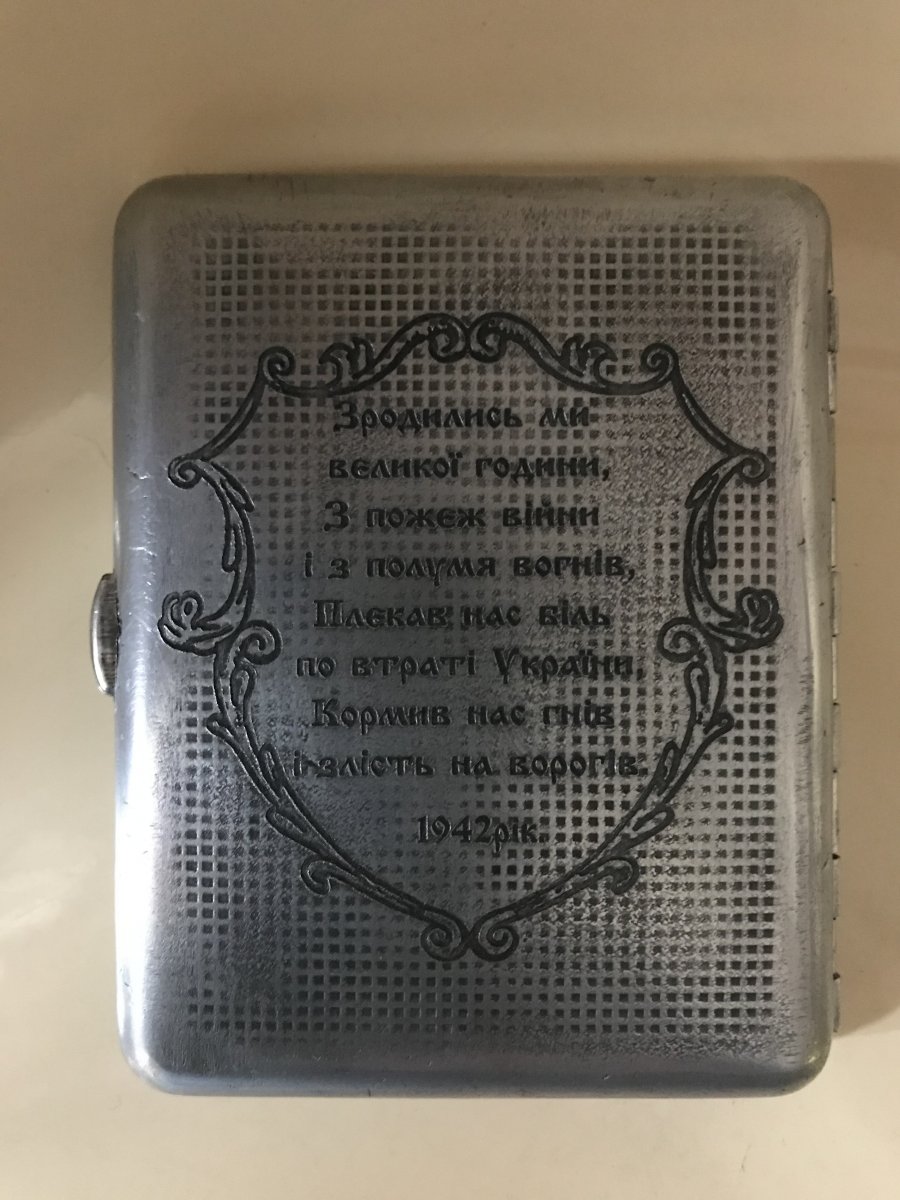 Зродились ми
великої години,
З пожеж війни
і з полумя вогнів,
Плекав нас біль
по втраті України,
Кормив нас гнів
і злість на ворогів.
1942рік.